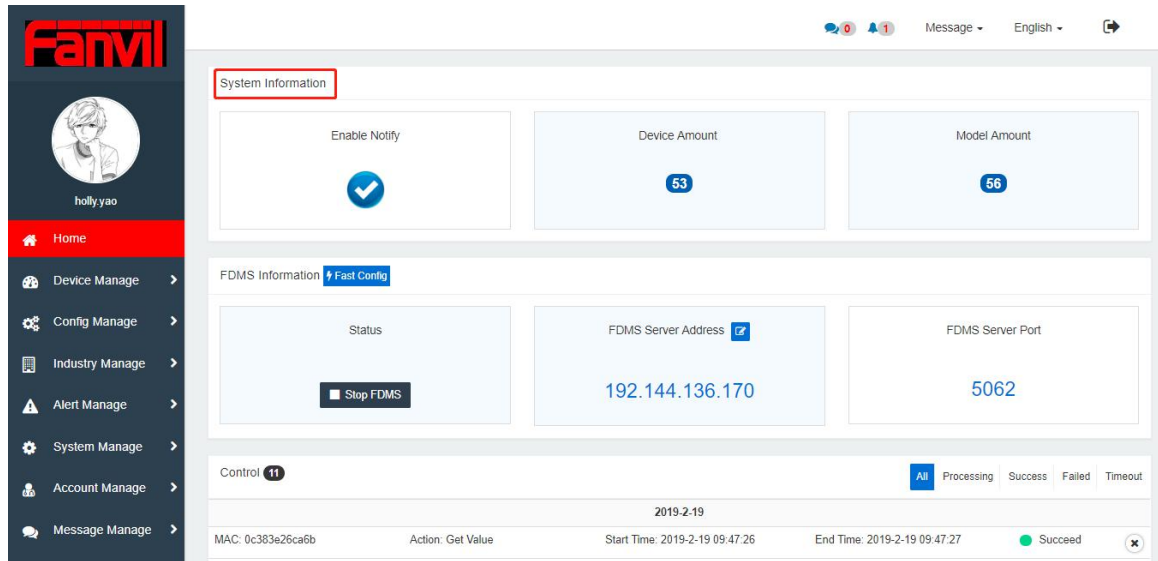 Fanvil
0 1 Message English
System Information
Enable Notify Device Amount Model Amount
53 56
holly.yao
Home
FDMS Information Fast Config
Device Manage
Config Manage
Status FDMS Server Address FDMS Server Port
Industry Manage
Stop FDMS 192.144.136.170 5062
Alert Manage
System Manage
Control 11 All Processing Success Failed Timeout
Account Manage
2019-2-19
Message Manage
MAC: 0c383e26ca6b Action: Get Value Start Time: 2019-2-19 09:47:26 End Time: 2019-2-19 09:47:27 Succeed